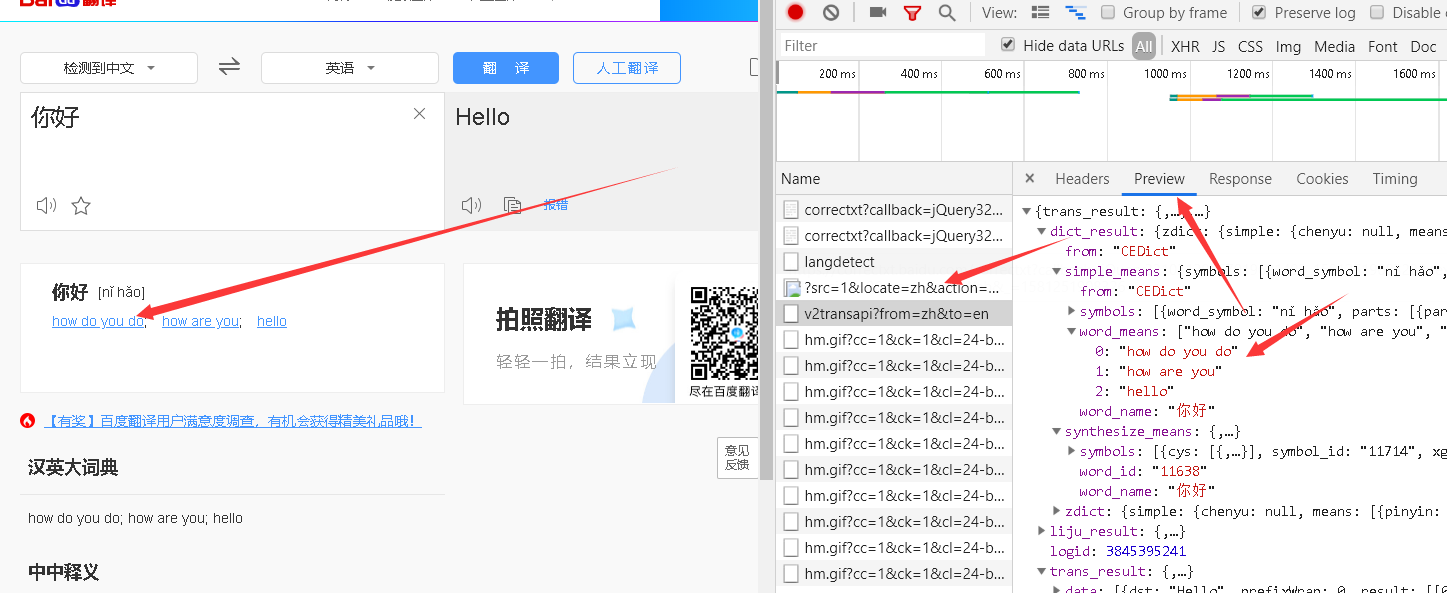 Bai 翻译
检测到中文
英语
翻 译
人工翻译
你好
Hello
报错
你好 [nǐ hǎo]
how do you do; how are you; hello
拍照翻译
轻轻一拍，结果立现
尽在百度翻译
【有奖】百度翻译用户满意度调查，有机会获得精美礼品哦！
意见
反馈
汉英大词典
how do you do; how are you; hello
中中释义
View: Group by frame Preserve log Disable
Filter Hide data URLs All XHR JS CSS Img Media Font Doc
200 ms 400 ms 600 ms 800 ms 1000 ms 1200 ms 1400 ms 1600 ms
Name
Headers Preview Response Cookies Timing
correctxt?callback=jQuery32...
correctxt?callback=jQuery32...
langdetect
?src=1&locate=zh&action=...
v2transapi?from=zh&to=en
hm.gif?cc=1&ck=1&cl=24-b...
hm.gif?cc=1&ck=1&cl=24-b...
hm.gif?cc=1&ck=1&cl=24-b...
hm.gif?cc=1&ck=1&cl=24-b...
hm.gif?cc=1&ck=1&cl=24-b...
hm.gif?cc=1&ck=1&cl=24-b...
hm.gif?cc=1&ck=1&cl=24-b...
hm.gif?cc=1&ck=1&cl=24-b...
hm.gif?cc=1&ck=1&cl=24-b...
hm.gif?cc=1&ck=1&cl=24-b...
{trans_result: {,…},…}
dict_result: {zdict: {simple: {chenyu: null, means
from: "CEDict"
simple_means: {symbols: [{word_symbol: "nǐ hǎo",
from: "CEDict"
symbols: [{word_symbol: "nǐ hǎo", parts: [{par
word_means: ["how do you do", "how are you", "
0: "how do you do"
1: "how are you"
2: "hello"
word_name: "你好"
synthesize_means: {,…}
symbols: [{cys: [{,…}], symbol_id: "11714", xg
word_id: "11638"
word_name: "你好"
zdict: {simple: {chenyu: null, means: [{pinyin:
liju_result: {,…}
logid: 3845395241
trans_result: {,…}
data: [{dst: "Hello", prefixWrap: 0, result: [[0